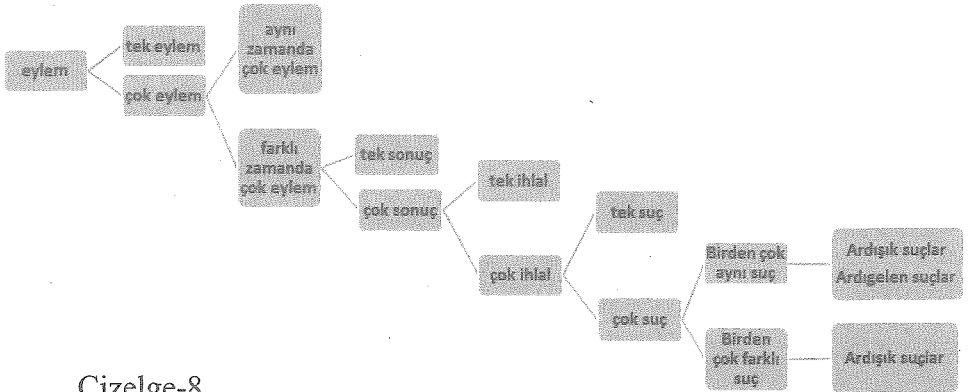 eylem
tek eylem
çok eylem
aynı
zamanda
çok eylem
farklı
zamanda
çok eylem
tek sonuç
çok sonuç
tek ihlal
çok ihlal
tek suç
çok suç
Birden çok
aynı suç
Birden
çok farklı
suç
Ardışık suçlar
Ardıgelen suçlar
Ardışık suçlar
Çizelge-8